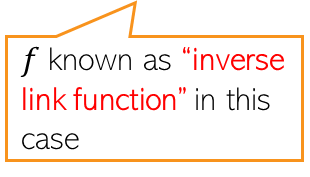 𝑓 known as “inverse
link function” in this
case